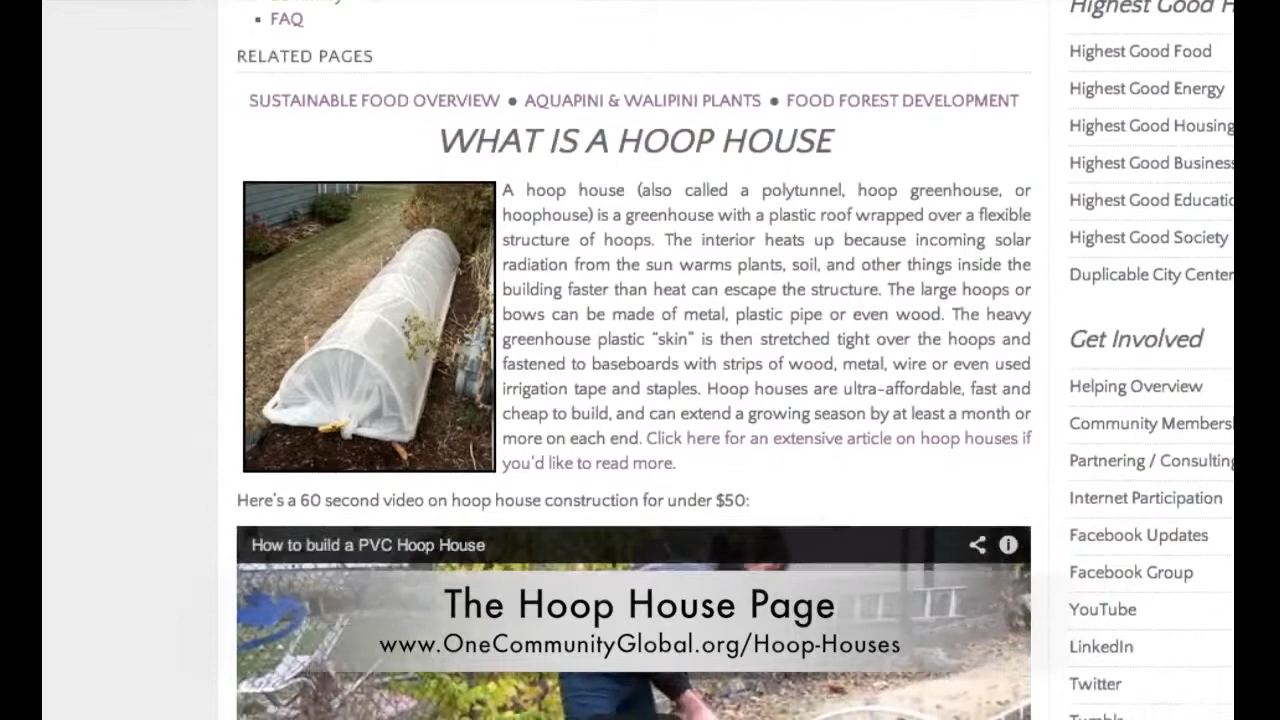 FAQ
RELATED PAGES
SUSTAINABLE FOOD OVERVIEW ● AQUAPINI & WALIPINI PLANTS ● FOOD FOREST DEVELOPMENT
WHAT IS A HOOP HOUSE
A hoop house (also called a polytunnel, hoop greenhouse, or
hoophouse) is a greenhouse with a plastic roof wrapped over a flexible
structure of hoops. The interior heats up because incoming solar
radiation from the sun warms plants, soil, and other things inside the
building faster than heat can escape the structure. The large hoops or
bows can be made of metal, plastic pipe or even wood. The heavy
greenhouse plastic “skin” is then stretched tight over the hoops and
fastened to baseboards with strips of wood, metal, wire or even used
irrigation tape and staples. Hoop houses are ultra-affordable, fast and
cheap to build, and can extend a growing season by at least a month or
more on each end. Click here for an extensive article on hoop houses if
you’d like to read more.
Here’s a 60 second video on hoop house construction for under $50:
How to build a PVC Hoop House
The Hoop House Page
www.OneCommunityGlobal.org/Hoop-Houses
Highest Good
Highest Good Food
Highest Good Energy
Highest Good Housing
Highest Good Business
Highest Good Educatio
Highest Good Society
Duplicable City Center
Get Involved
Helping Overview
Community Members
Partnering / Consulting
Internet Participation
Facebook Updates
Facebook Group
YouTube
LinkedIn
Twitter